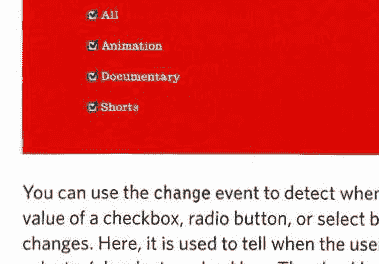 All
Animation
Documentary
Shorts
You can use the change event to detect when
value of a checkbox, radio button, or select b
changes. Here, it is used to tell when the use